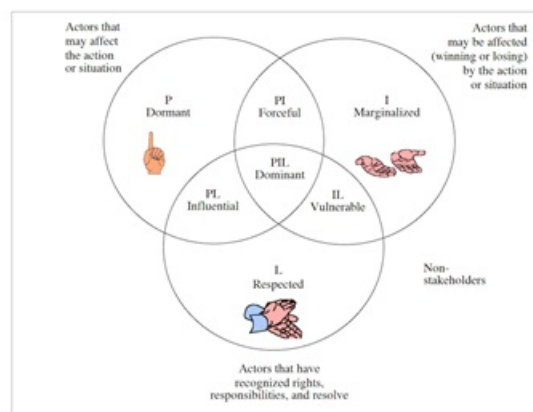 Actors that
may affect
the action
or situation
Actors that
may be affected
(winning or losing)
by the action
or situation
P
Dormant
PI
Forceful
I
Marginalized
PIL
Dominant
PL
Influential
IL
Vulnerable
L
Respected
Non-
stakeholders
Actors that have
recognized rights,
responsibilities, and resolve